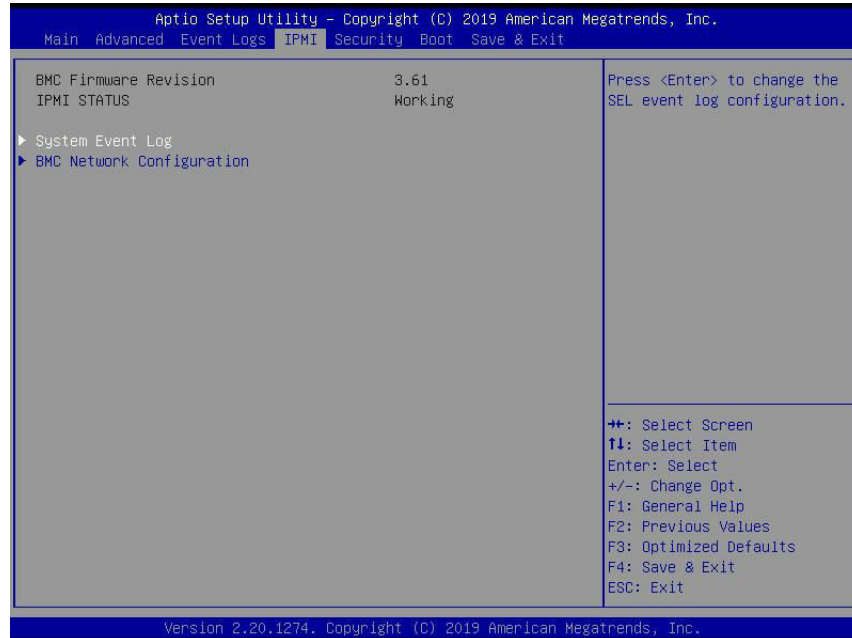 Aptio Setup Utility – Copyright (C) 2019 American Megatrends, Inc.
Main Advanced Event Logs IPMI Security Boot Save & Exit
BMC Firmware Revision 3.61
IPMI STATUS Working
System Event Log
BMC Network Configuration
Press <Enter> to change the
SEL event log configuration.
→←: Select Screen
↑↓: Select Item
Enter: Select
+/-: Change Opt.
F1: General Help
F2: Previous Values
F3: Optimized Defaults
F4: Save & Exit
ESC: Exit
Version 2.20.1274. Copyright (C) 2019 American Megatrends, Inc.